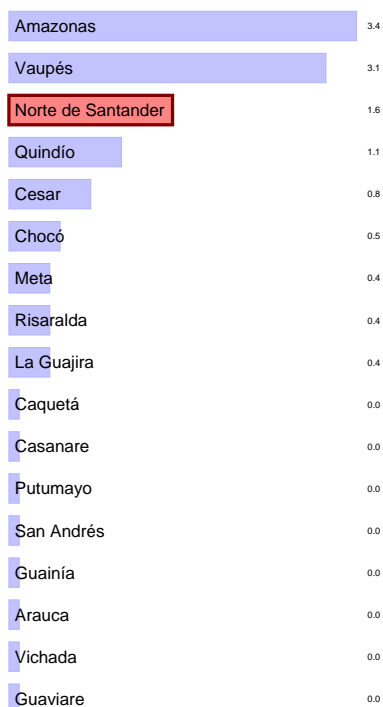 Amazonas 3.4
Vaupés 3.1
Norte de Santander 1.6
Quindío 1.1
Cesar 0.8
Chocó 0.5
Meta 0.4
Risaralda 0.4
La Guajira 0.4
Caquetá 0.0
Casanare 0.0
Putumayo 0.0
San Andrés 0.0
Guainía 0.0
Arauca 0.0
Vichada 0.0
Guaviare 0.0